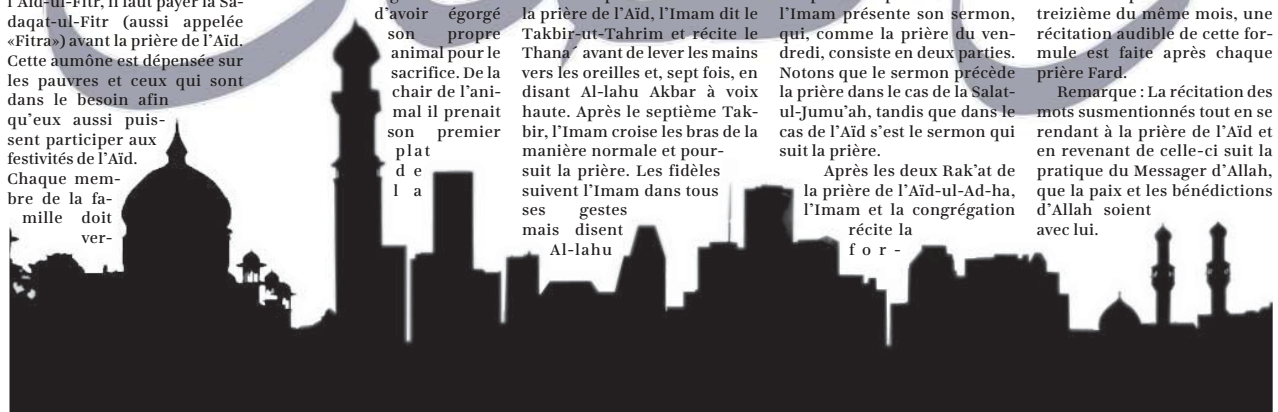 l'Aïd-ul-Fitr, il faut payer la Sa-
daqat-ul-Fitr (aussi appelée
«Fitra») avant la prière de l'Aïd.
Cette aumône est dépensée sur
les pauvres et ceux qui sont
dans le besoin afin
qu'eux aussi puis-
sent participer aux
festivités de l'Aïd.
Chaque mem-
bre de la fa-
mille doit
ver-
d'avoir égorgé
son propre
animal pour le
sacrifice. De la
chair de l'ani-
mal il prenait
son premier
plat
de
la
la prière de l'Aïd, l'Imam dit le
Takbir-ut-Tahrim et récite le
Thana´ avant de lever les mains
vers les oreilles et, sept fois, en
disant Al-lahu Akbar à voix
haute. Après le septième Tak-
bir, l'Imam croise les bras de la
manière normale et pour-
suit la prière. Les fidèles
suivent l'Imam dans tous
ses gestes
mais disent
Al-lahu
l'Imam présente son sermon,
qui, comme la prière du ven-
dredi, consiste en deux parties.
Notons que le sermon précède
la prière dans le cas de la Salat-
ul-Jumu'ah, tandis que dans le
cas de l'Aïd s'est le sermon qui
suit la prière.
Après les deux Rak'at de
la prière de l'Aïd-ul-Ad-ha,
l'Imam et la congrégation
récite la
for-
treizième du même mois, une
récitation audible de cette for-
mule est faite après chaque
prière Fard.
Remarque : La récitation des
mots susmentionnés tout en se
rendant à la prière de l'Aïd et
en revenant de celle-ci suit la
pratique du Messager d'Allah,
que la paix et les bénédictions
d'Allah soient
avec lui.